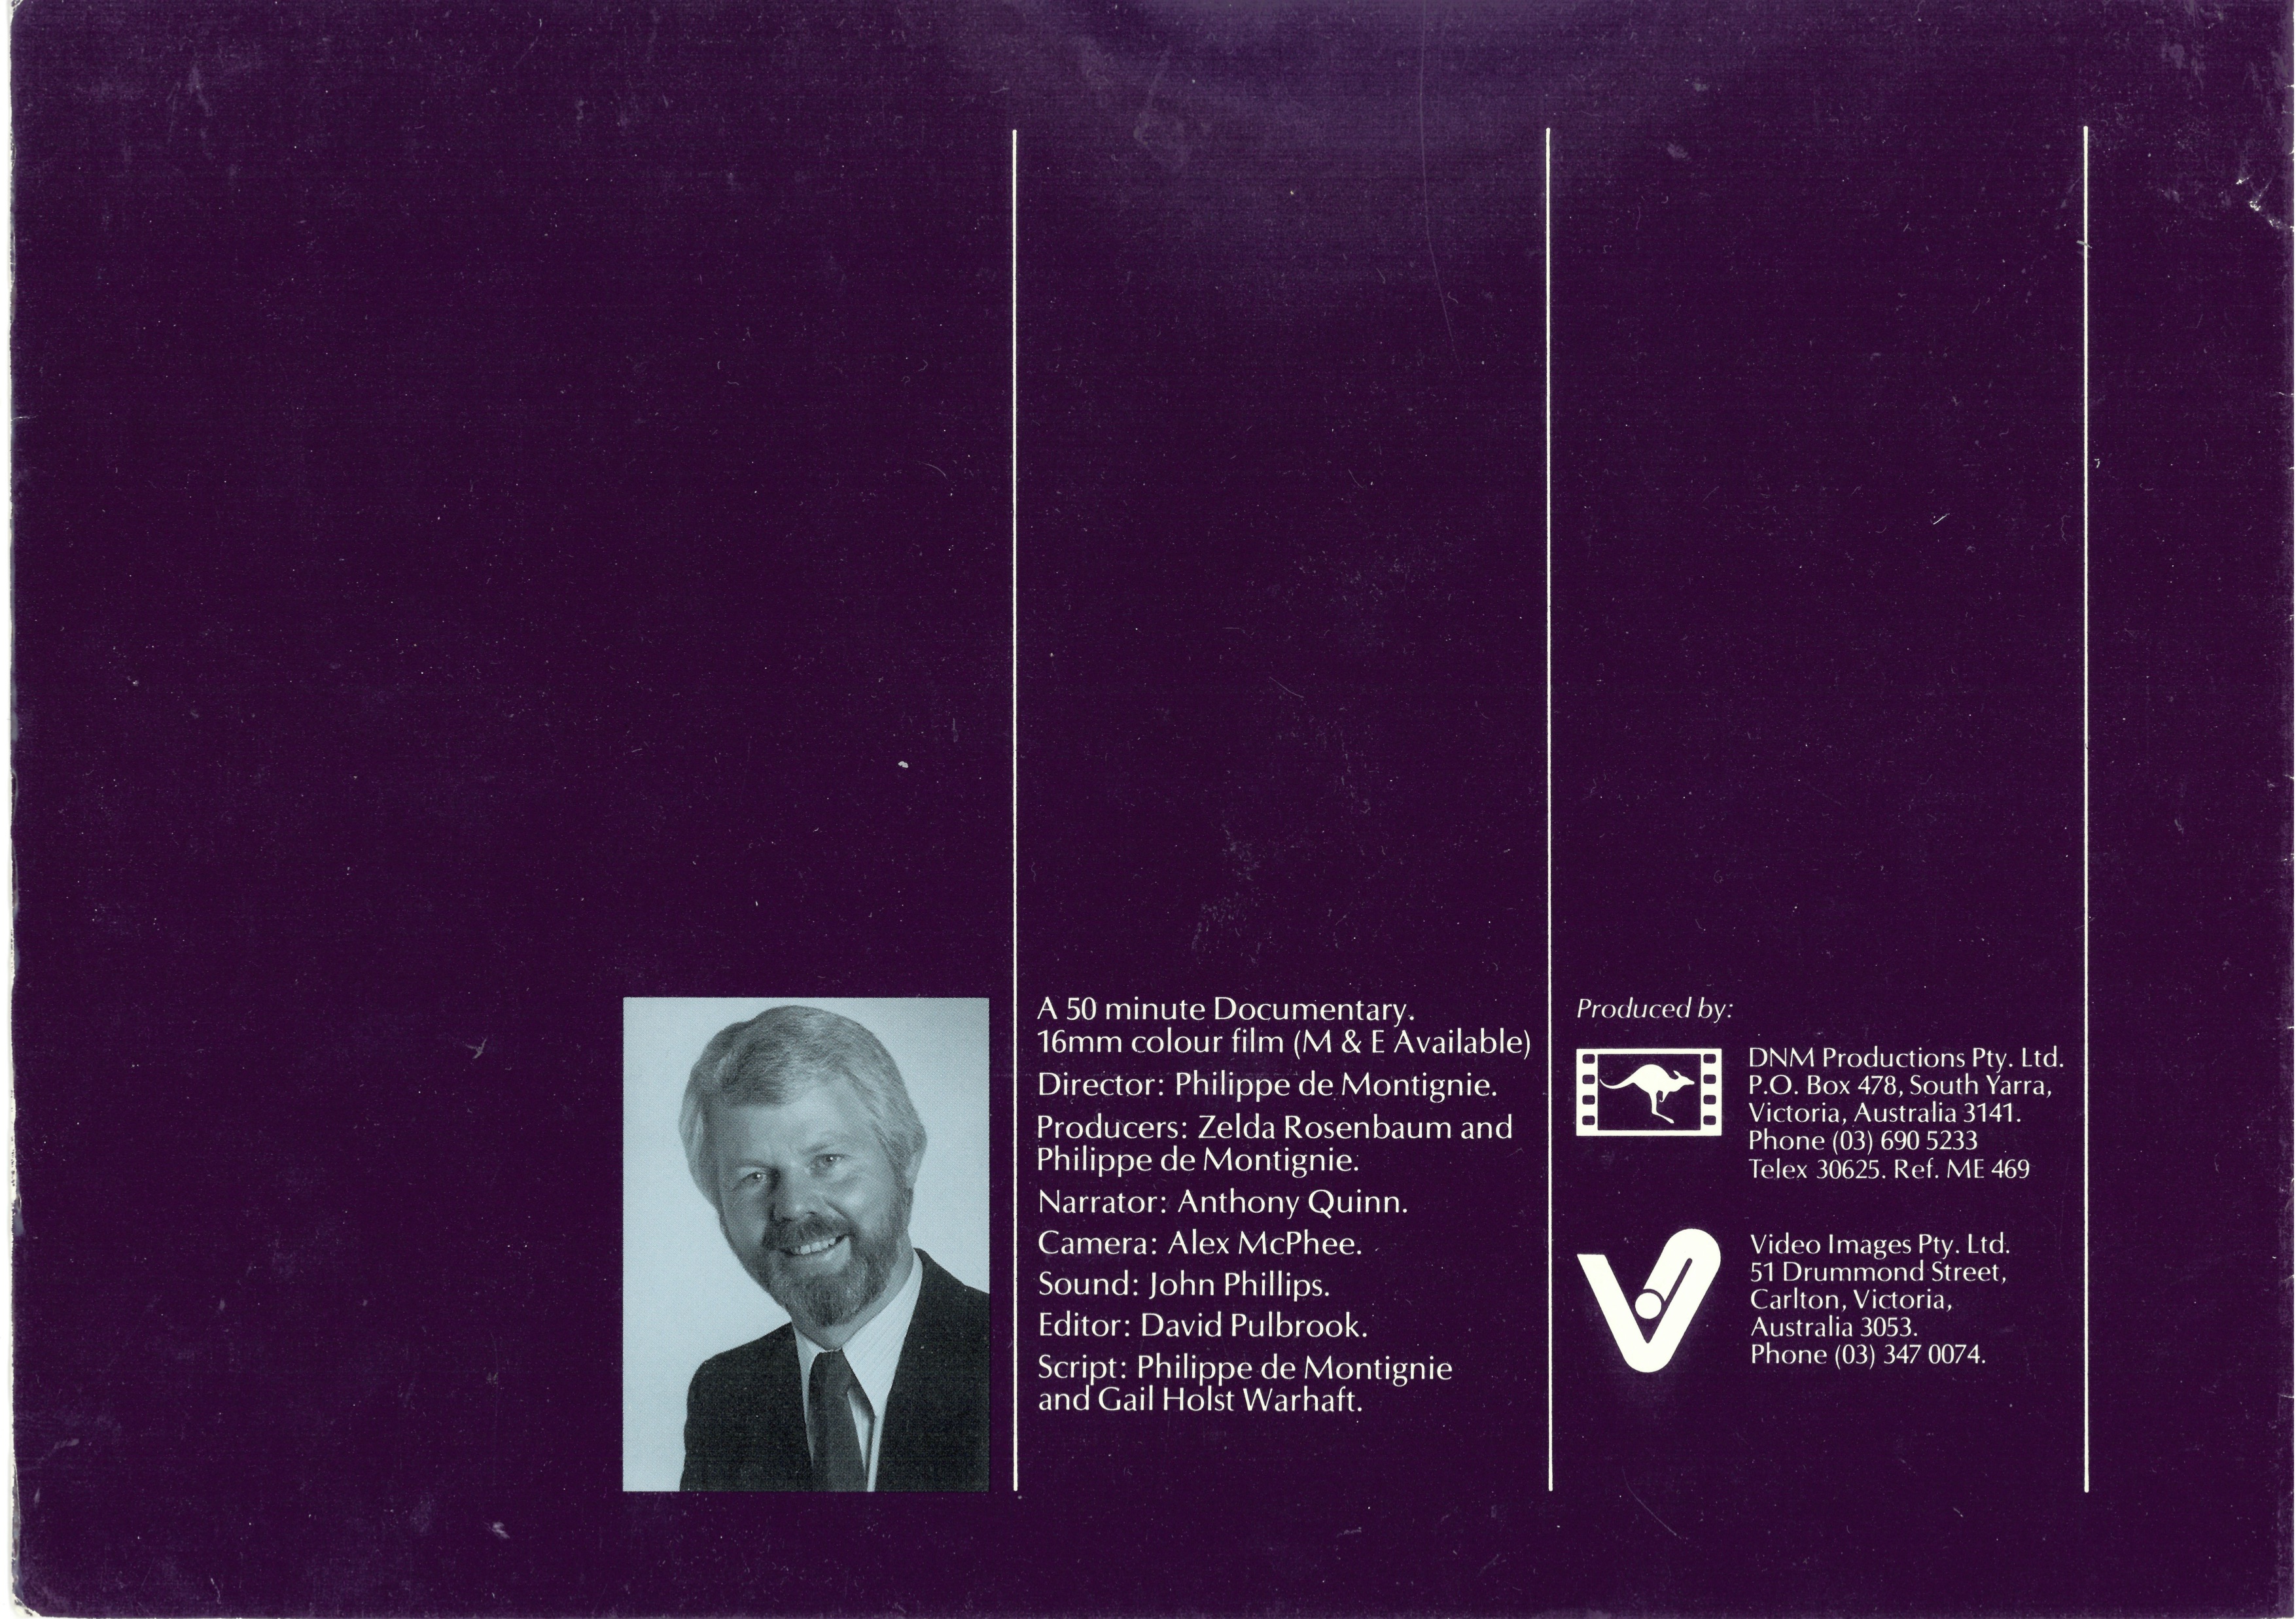 A 50 minute Documentary.
16mm colour film (M & E Available)
Director: Philippe de Montignie.
Producers: Zelda Rosenbaum and
Philippe de Montignie.
Narrator: Anthony Quinn.
Camera: Alex McPhee.
Sound: John Phillips.
Editor: David Pulbrook.
Script: Philippe de Montignie
and Gail Holst Warhaft.
Produced by:
DNM Productions Pty. Ltd.
P.O. Box 478, South Yarra,
Victoria, Australia 3141.
Phone (03) 690 5233
Telex 30625. Ref. ME 469
Video Images Pty. Ltd.
51 Drummond Street,
Carlton, Victoria,
Australia 3053.
Phone (03) 347 0074.